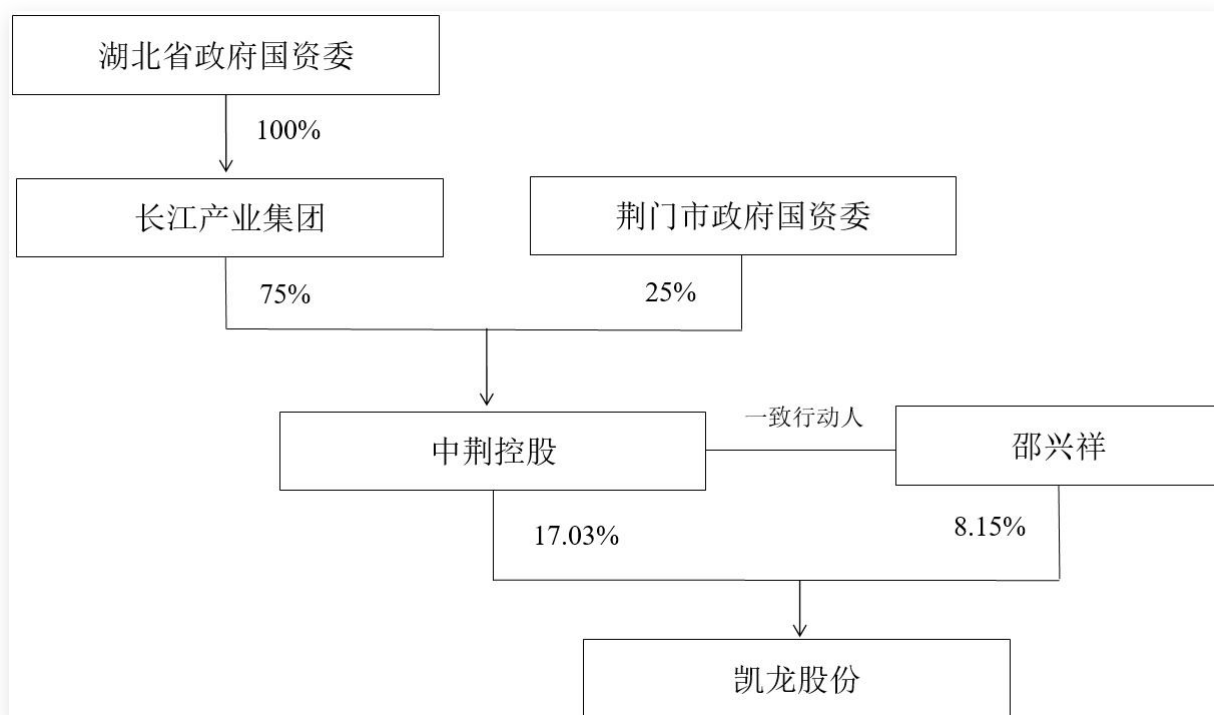 湖北省政府国资委
100%
长江产业集团
荆门市政府国资委
75%
25%
中荆控股
一致行动人
邵兴祥
17.03%
8.15%
凯龙股份